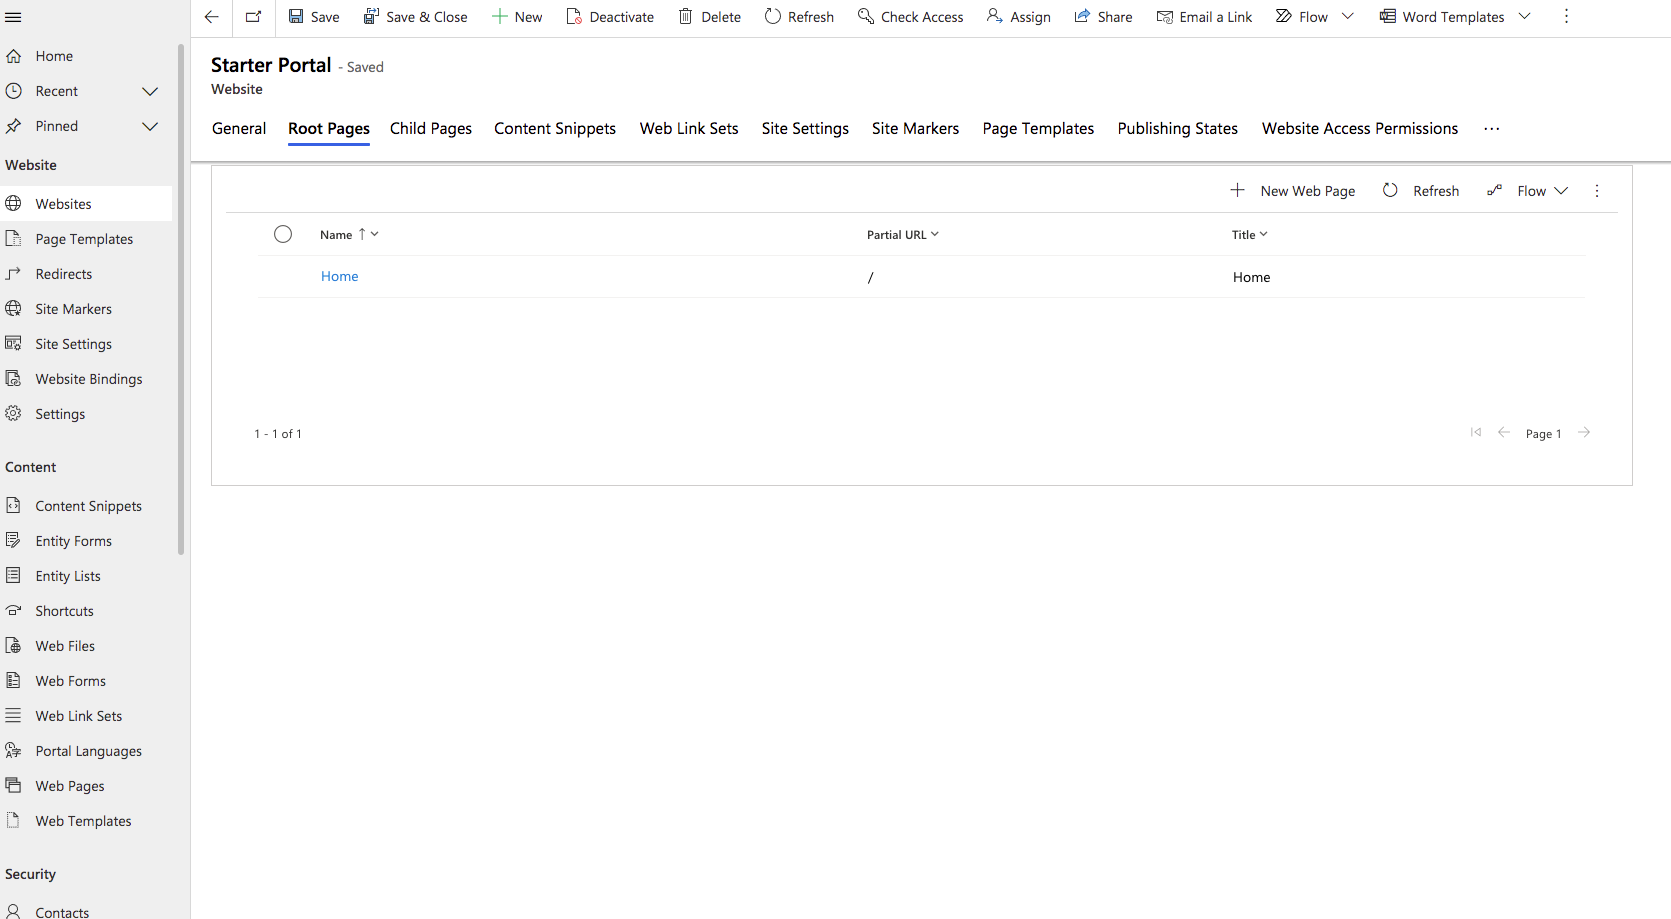 Save Save & Close New Deactivate Delete Refresh Check Access Assign Share Email a Link Flow Word Templates
Home
Recent
Pinned
Website
Websites
Page Templates
Redirects
Site Markers
Site Settings
Website Bindings
Settings
Content
Content Snippets
Entity Forms
Entity Lists
Shortcuts
Web Files
Web Forms
Web Link Sets
Portal Languages
Web Pages
Web Templates
Security
Contacts
Starter Portal - Saved
Website
General Root Pages Child Pages Content Snippets Web Link Sets Site Settings Site Markers Page Templates Publishing States Website Access Permissions ...
New Web Page Refresh Flow
Name ↑ Partial URL Title
Home / Home
1 - 1 of 1 Page 1